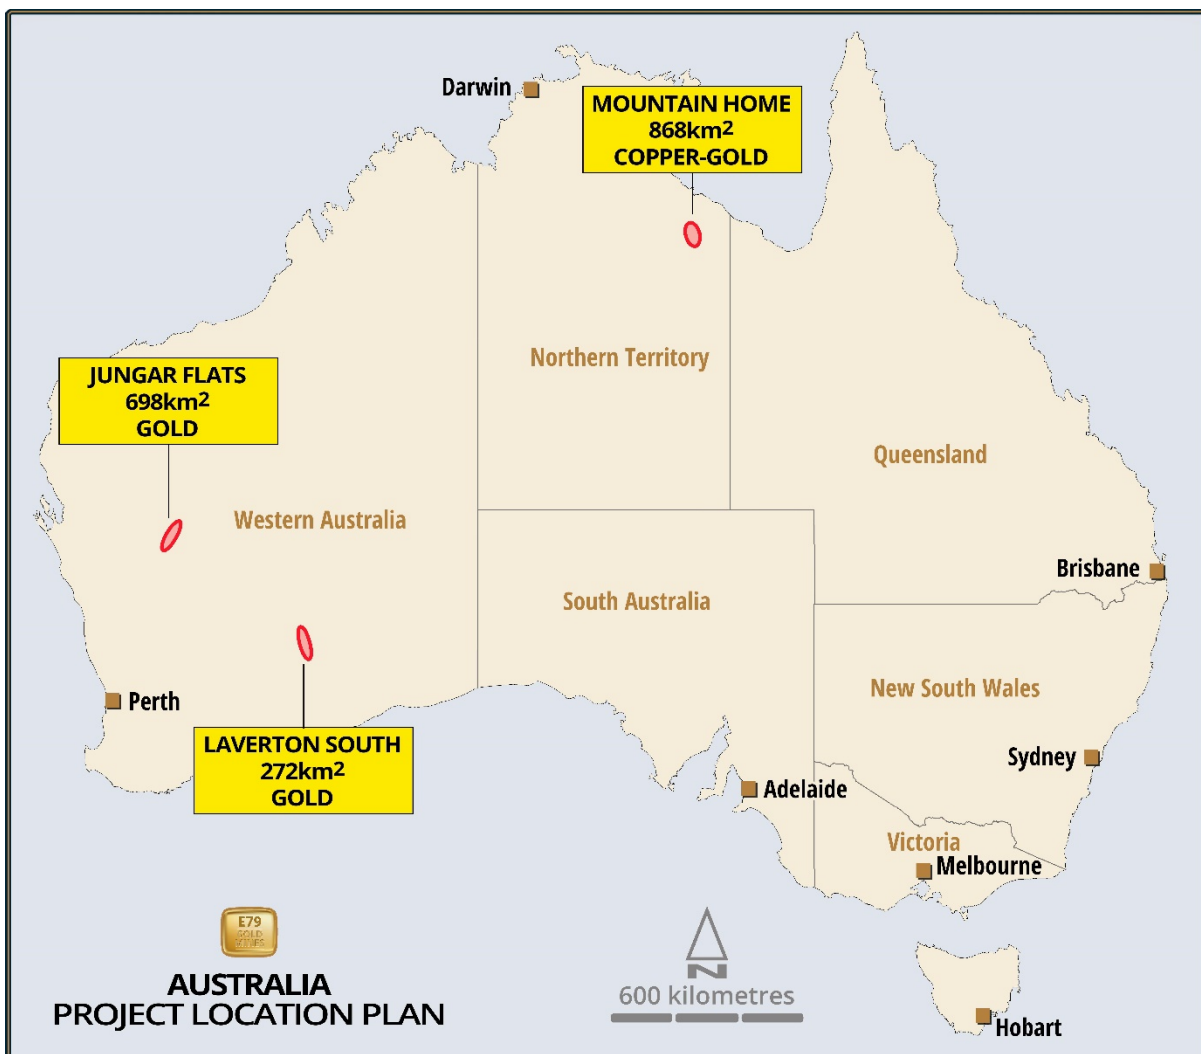 Darwin
MOUNTAIN HOME
868km²
COPPER-GOLD
Northern Territory
JUNGAR FLATS
698km²
GOLD
Queensland
Western Australia
Brisbane
South Australia
New South Wales
Perth
LAVERTON SOUTH
272km²
GOLD
Sydney
Adelaide
Victoria
Melbourne
E79
GOLD
MINES
AUSTRALIA
PROJECT LOCATION PLAN
N
600 kilometres
Hobart